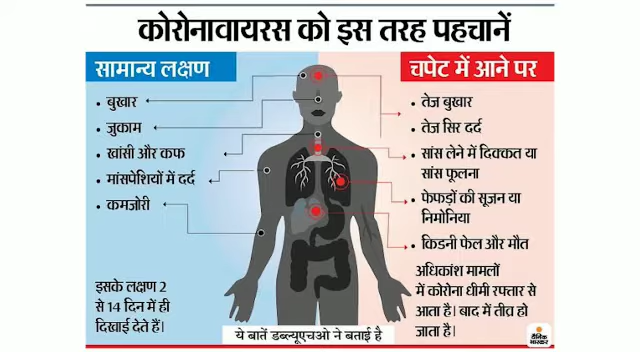 कोरोनावायरस को इस तरह पहचानें
सामान्य लक्षण
• बुखार
• जुकाम
• खांसी और कफ
• मांसपेशियों में दर्द
• कमजोरी
इसके लक्षण 2
से 14 दिन में ही
दिखाई देते हैं।
चपेट में आने पर
• तेज बुखार
• तेज सिर दर्द
• सांस लेने में दिक्कत या
सांस फूलना
• फेफड़ों की सूजन या
निमोनिया
• किडनी फेल और मौत
अधिकांश मामलों
में कोरोना धीमी रफ्तार से
आता है। बाद में तीव्र हो
जाता है।
ये बातें डब्ल्यूएचओ ने बताई है
दैनिक
भास्कर